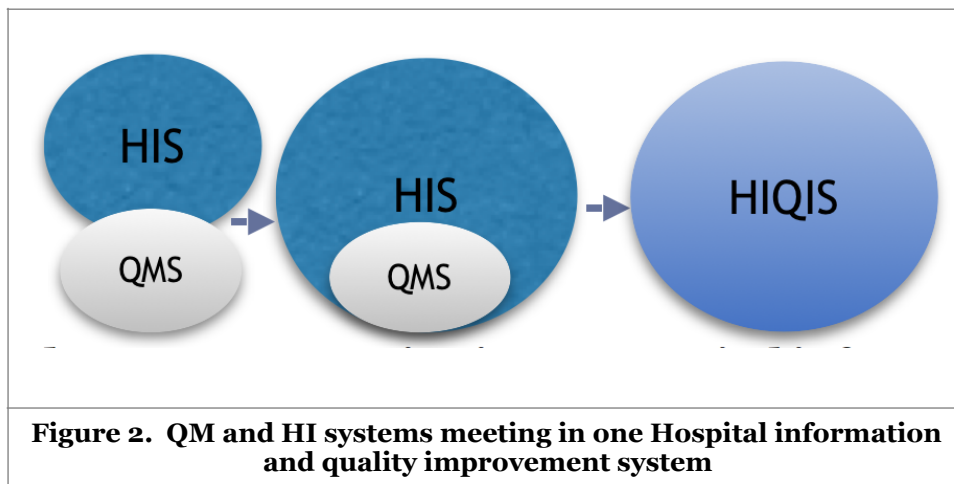 HIS
QMS
HIS
QMS
HIQIS
Figure 2. QM and HI systems meeting in one Hospital information
and quality improvement system